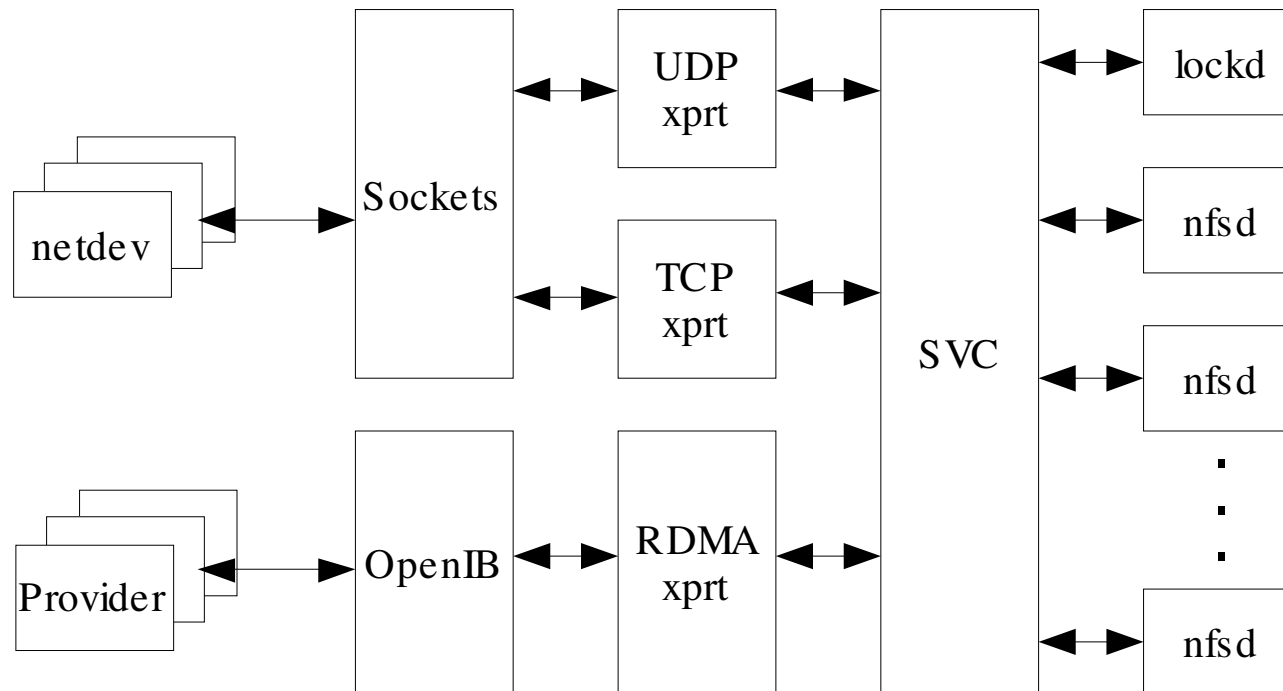 netdev
Provider
Sockets
OpenIB
UDP
xprt
TCP
xprt
RDMA
xprt
SVC
lockd
nfsd
nfsd
nfsd